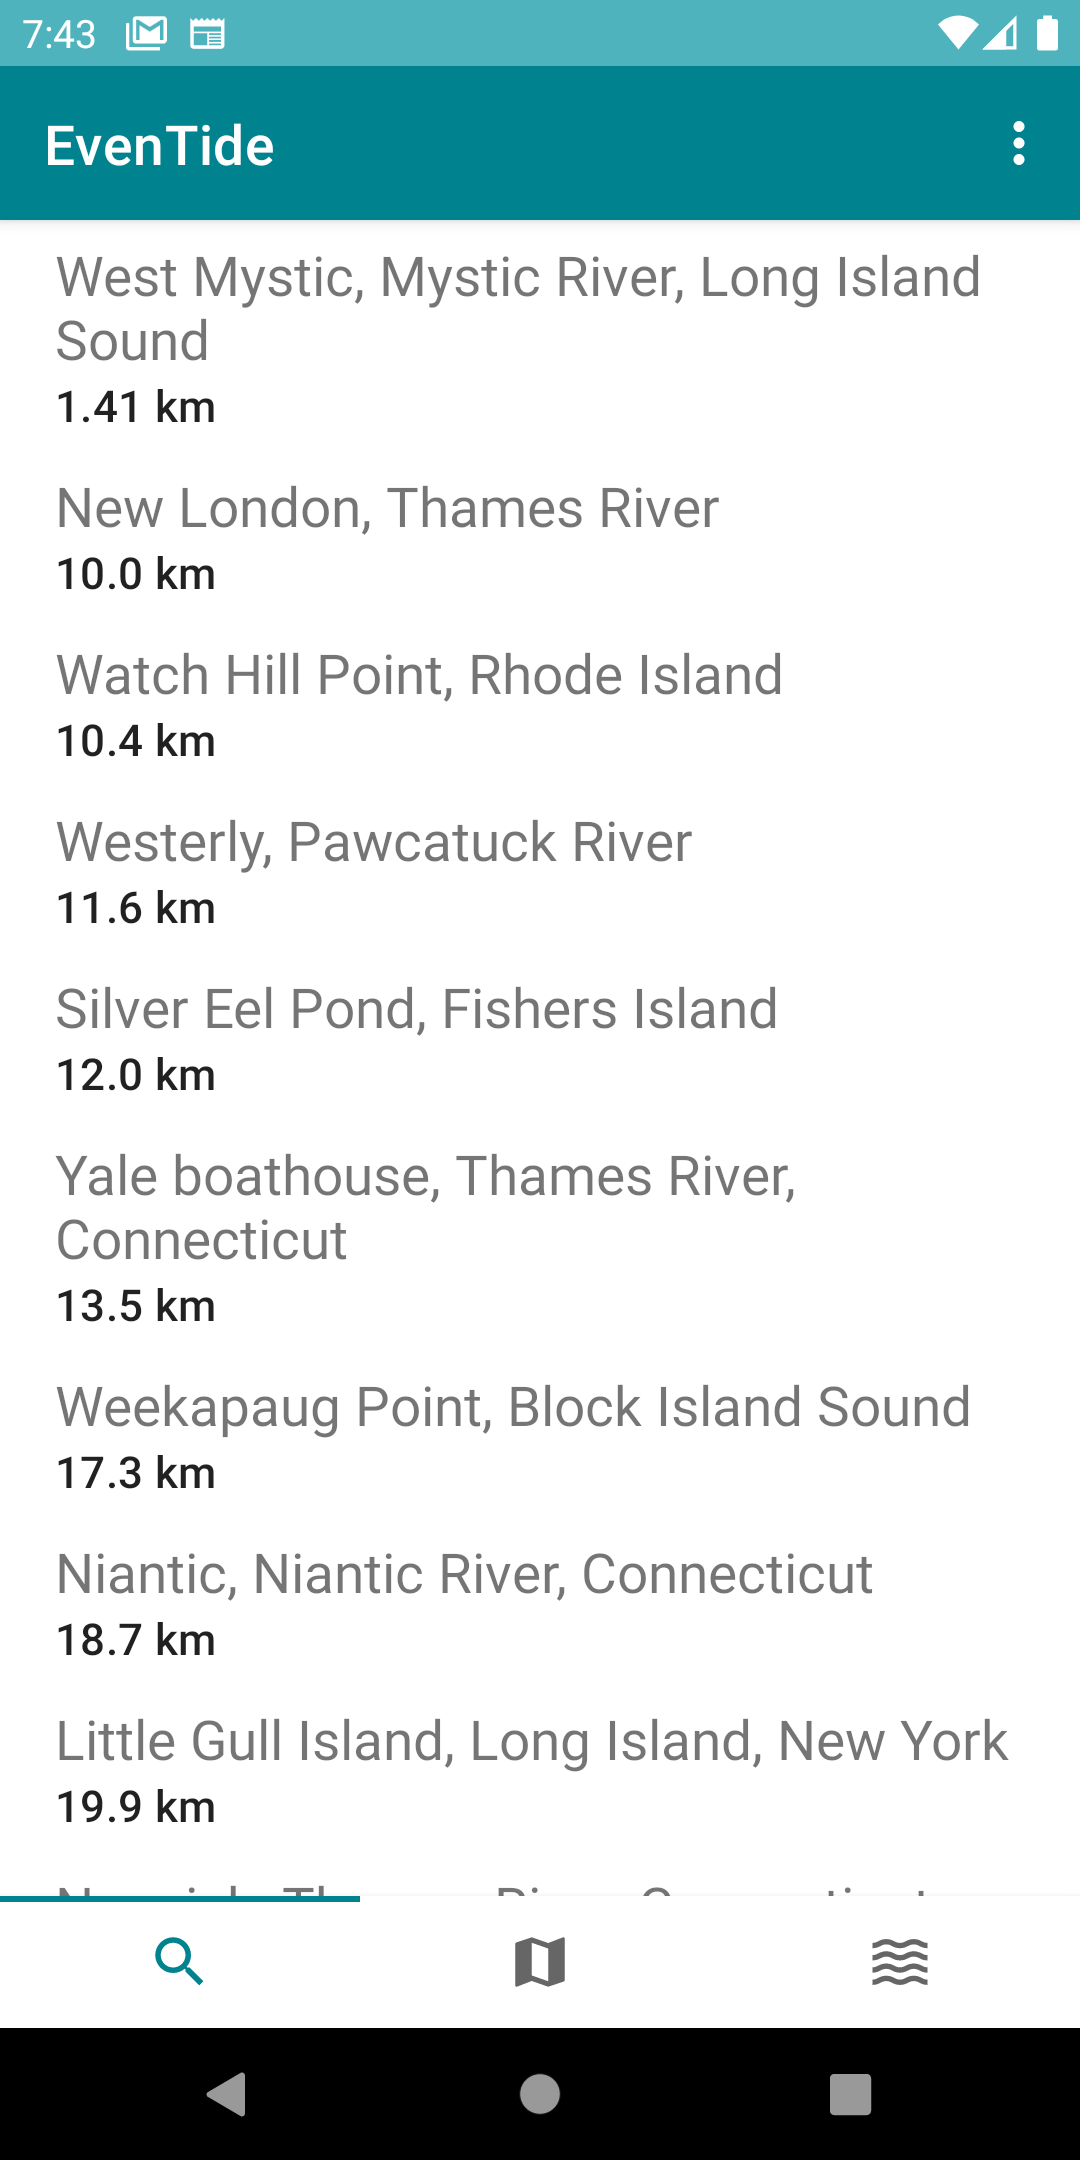 7:43
EvenTide
West Mystic, Mystic River, Long Island
Sound
1.41 km
New London, Thames River
10.0 km
Watch Hill Point, Rhode Island
10.4 km
Westerly, Pawcatuck River
11.6 km
Silver Eel Pond, Fishers Island
12.0 km
Yale boathouse, Thames River,
Connecticut
13.5 km
Weekapaug Point, Block Island Sound
17.3 km
Niantic, Niantic River, Connecticut
18.7 km
Little Gull Island, Long Island, New York
19.9 km